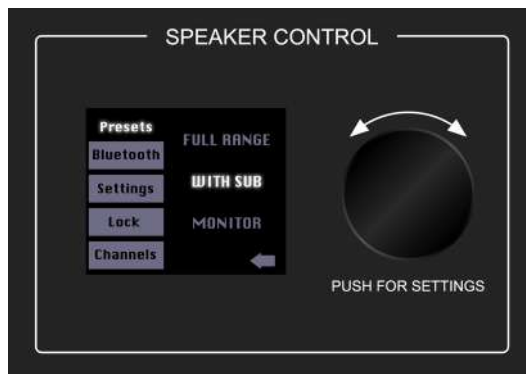 SPEAKER CONTROL
Presets
Bluetooth
Settings
Lock
Channels
FULL RANGE
WITH SUB
MONITOR
PUSH FOR SETTINGS